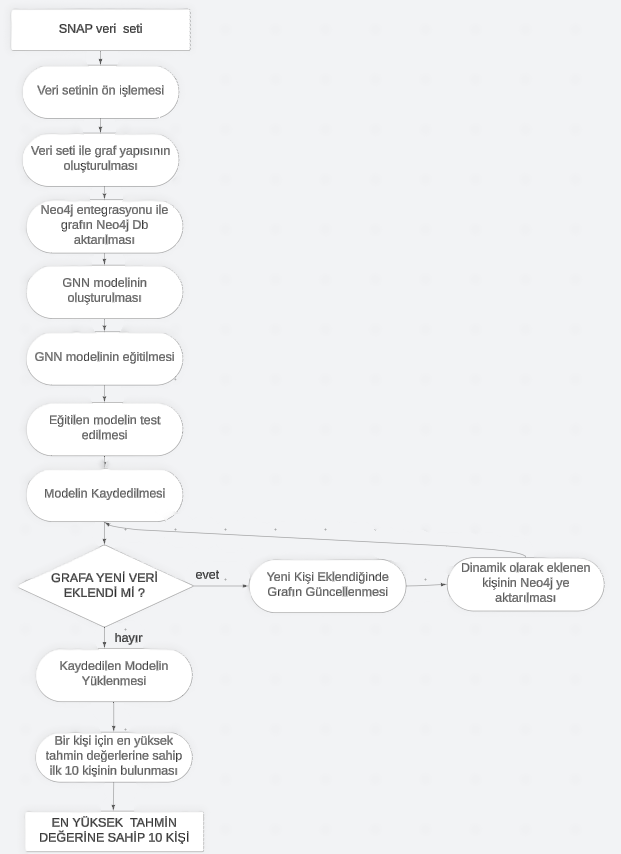 SNAP veri seti
Veri setinin ön işlemesi
Veri seti ile graf yapısının
oluşturulması
Neo4j entegrasyonu ile
grafın Neo4j Db
aktarılması
GNN modelinin
oluşturulması
GNN modelinin eğitilmesi
Eğitilen modelin test
edilmesi
Modelin Kaydedilmesi
GRAFA YENİ VERİ
EKLENDİ Mİ ?
evet
Yeni Kişi Eklendiğinde
Grafın Güncellenmesi
Dinamik olarak eklenen
kişinin Neo4j ye
aktarılması
hayır
Kaydedilen Modelin
Yüklenmesi
Bir kişi için en yüksek
tahmin değerlerine sahip
ilk 10 kişinin bulunması
EN YÜKSEK TAHMİN
DEĞERİNE SAHİP 10 KİŞİ